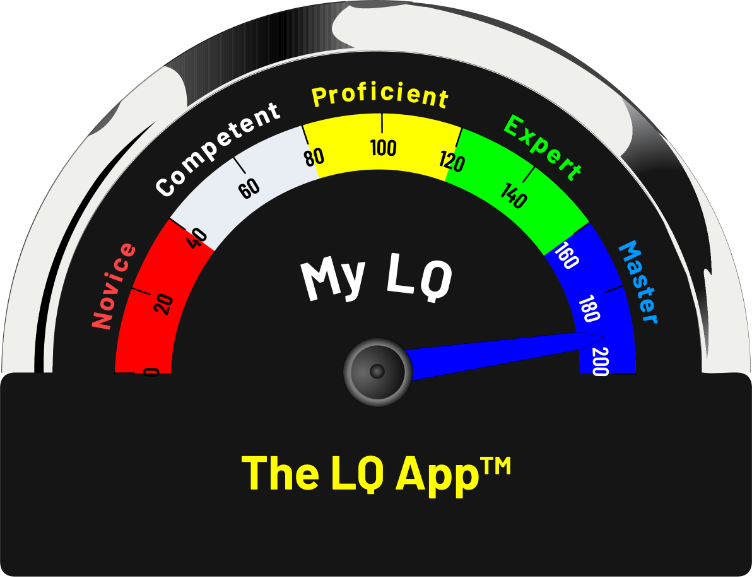 Novice
Competent
Proficient
Expert
Master
0
20
40
60
80
100
120
140
160
180
200
My LQ
The LQ App™